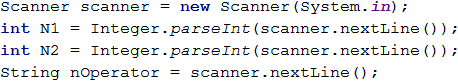 Scanner scanner = new Scanner(System.in);
int N1 = Integer.parseInt(scanner.nextLine());
int N2 = Integer.parseInt(scanner.nextLine());
String nOperator = scanner.nextLine();